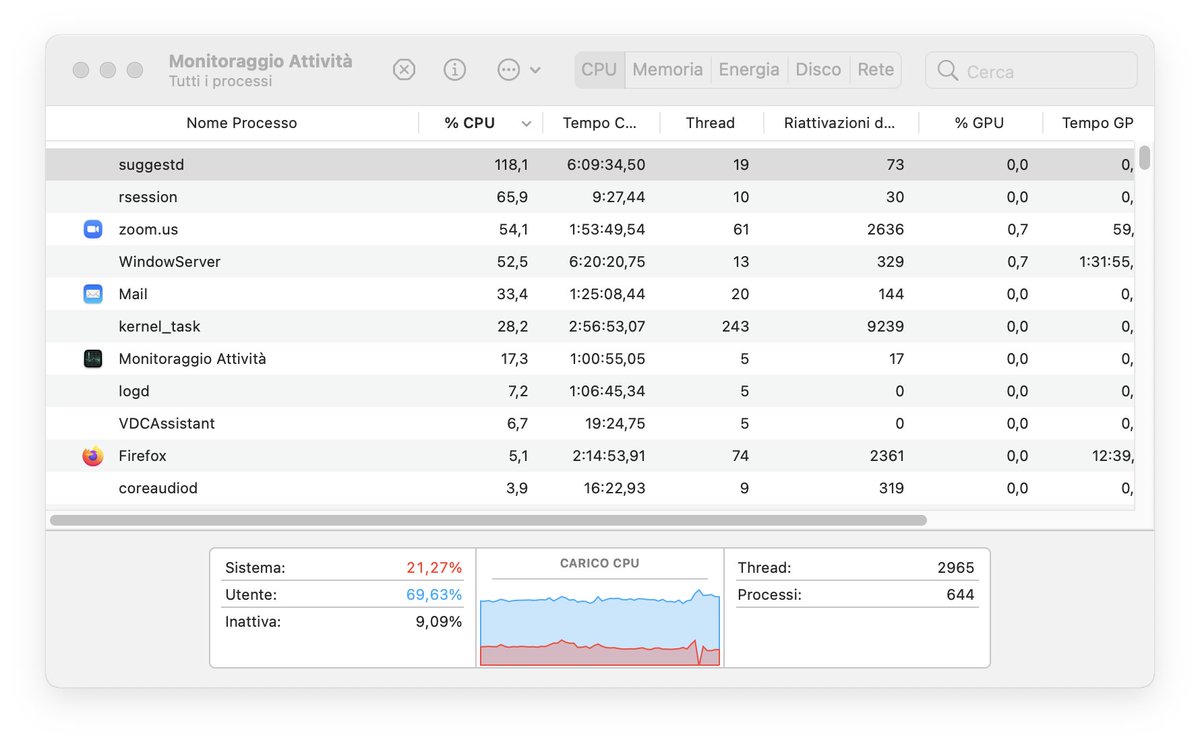 Monitoraggio Attività
Tutti i processi
CPU Memoria Energia Disco Rete
Cerca
Nome Processo % CPU Tempo C... Thread Riattivazioni d... % GPU Tempo GP
suggestd 118,1 6:09:34,50 19 73 0,0 0,
rsession 65,9 9:27,44 10 30 0,0 0,
zoom.us 54,1 1:53:49,54 61 2636 0,7 59,
WindowServer 52,5 6:20:20,75 13 329 0,7 1:31:55,
Mail 33,4 1:25:08,44 20 144 0,0 0,
kernel_task 28,2 2:56:53,07 243 9239 0,0 0,
Monitoraggio Attività 17,3 1:00:55,05 5 17 0,0 0,
logd 7,2 1:06:45,34 5 0 0,0 0,
VDCAssistant 6,7 19:24,75 5 0 0,0 0,
Firefox 5,1 2:14:53,91 74 2361 0,0 12:39,
coreaudiod 3,9 16:22,93 9 319 0,0 0,
Sistema: 21,27%
Utente: 69,63%
Inattiva: 9,09%
CARICO CPU
Thread: 2965
Processi: 644